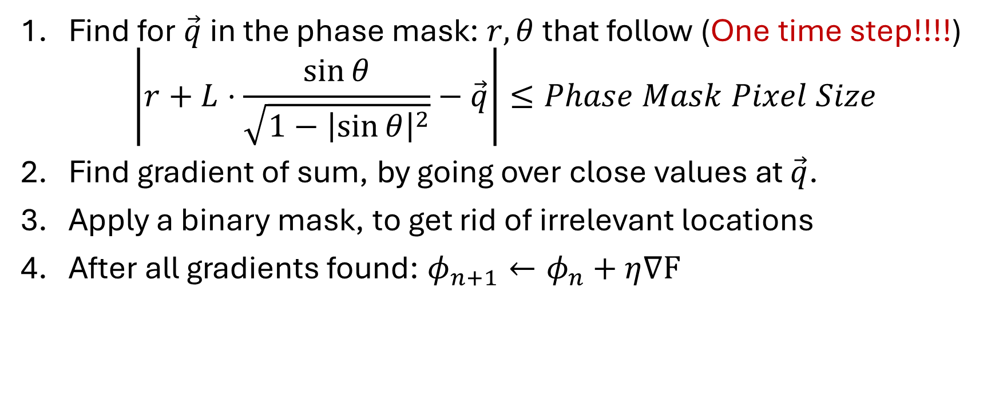 1. Find for $\vec{q}$ in the phase mask: $r, \theta$ that follow (One time step!!!!)
$\left| r + L \cdot \frac{\sin \theta}{\sqrt{1 - |\sin \theta|^2}} - \vec{q} \right| \leq Phase\ Mask\ Pixel\ Size$
2. Find gradient of sum, by going over close values at $\vec{q}$.
3. Apply a binary mask, to get rid of irrelevant locations
4. After all gradients found: $\phi_{n+1} \leftarrow \phi_n + \eta \nabla \mathrm{F}$